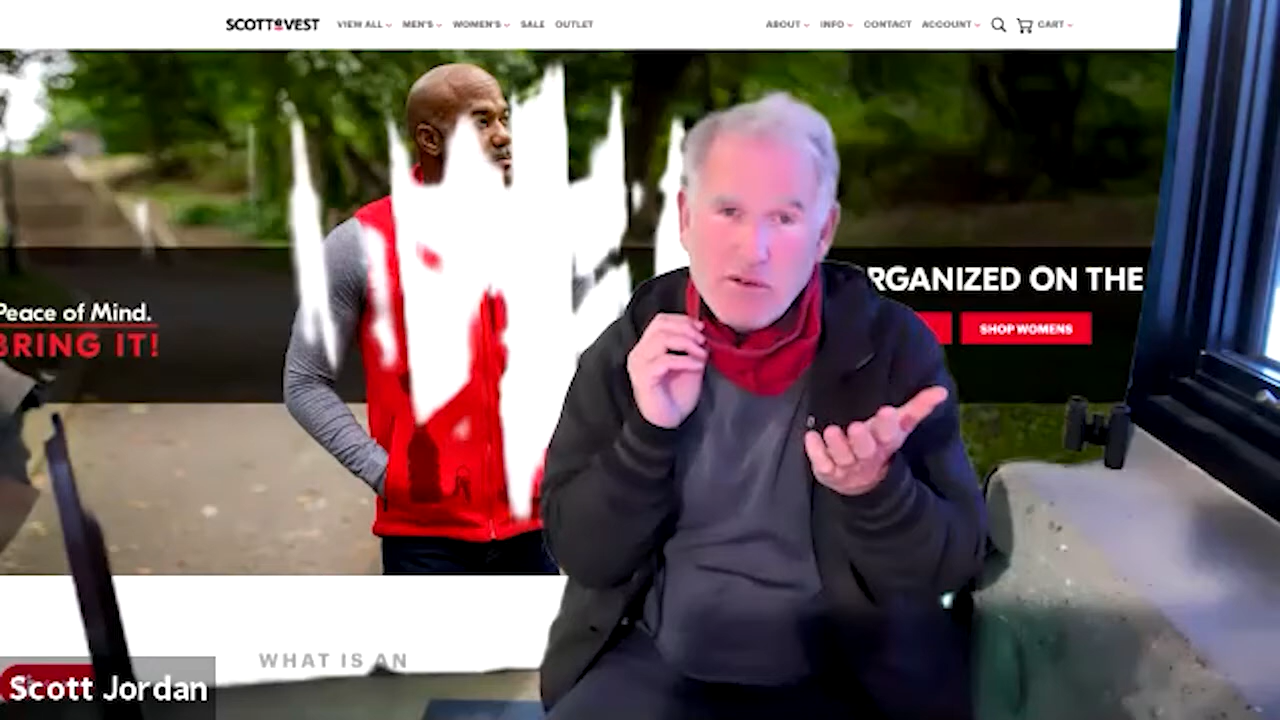 SCOTTeVEST VIEW ALL MEN'S WOMEN'S SALE OUTLET ABOUT INFO CONTACT ACCOUNT CART
RGANIZED ON THE
Peace of Mind.
BRING IT!
SHOP WOMENS
WHAT IS AN
Scott Jordan